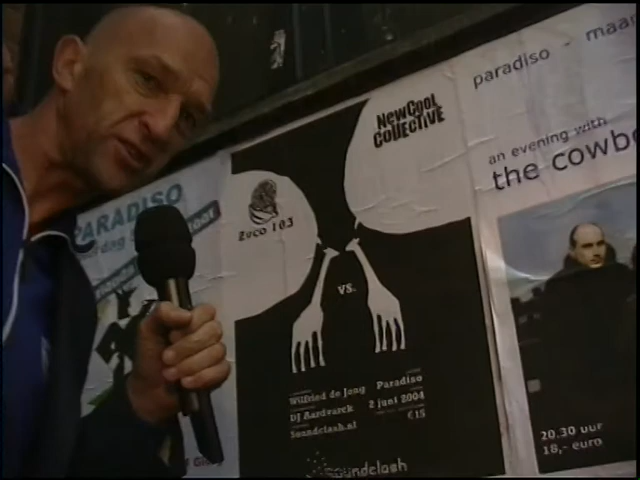 PARADISO
NewCool
Collective
Zuco 103
vs.
Wilfried de Jong
DJ Aardvarck
Soundclash.nl
Paradiso
2 juni 2004
€15
soundclash
paradiso - maa
an evening with
the cowb
20.30 uur
18,- euro